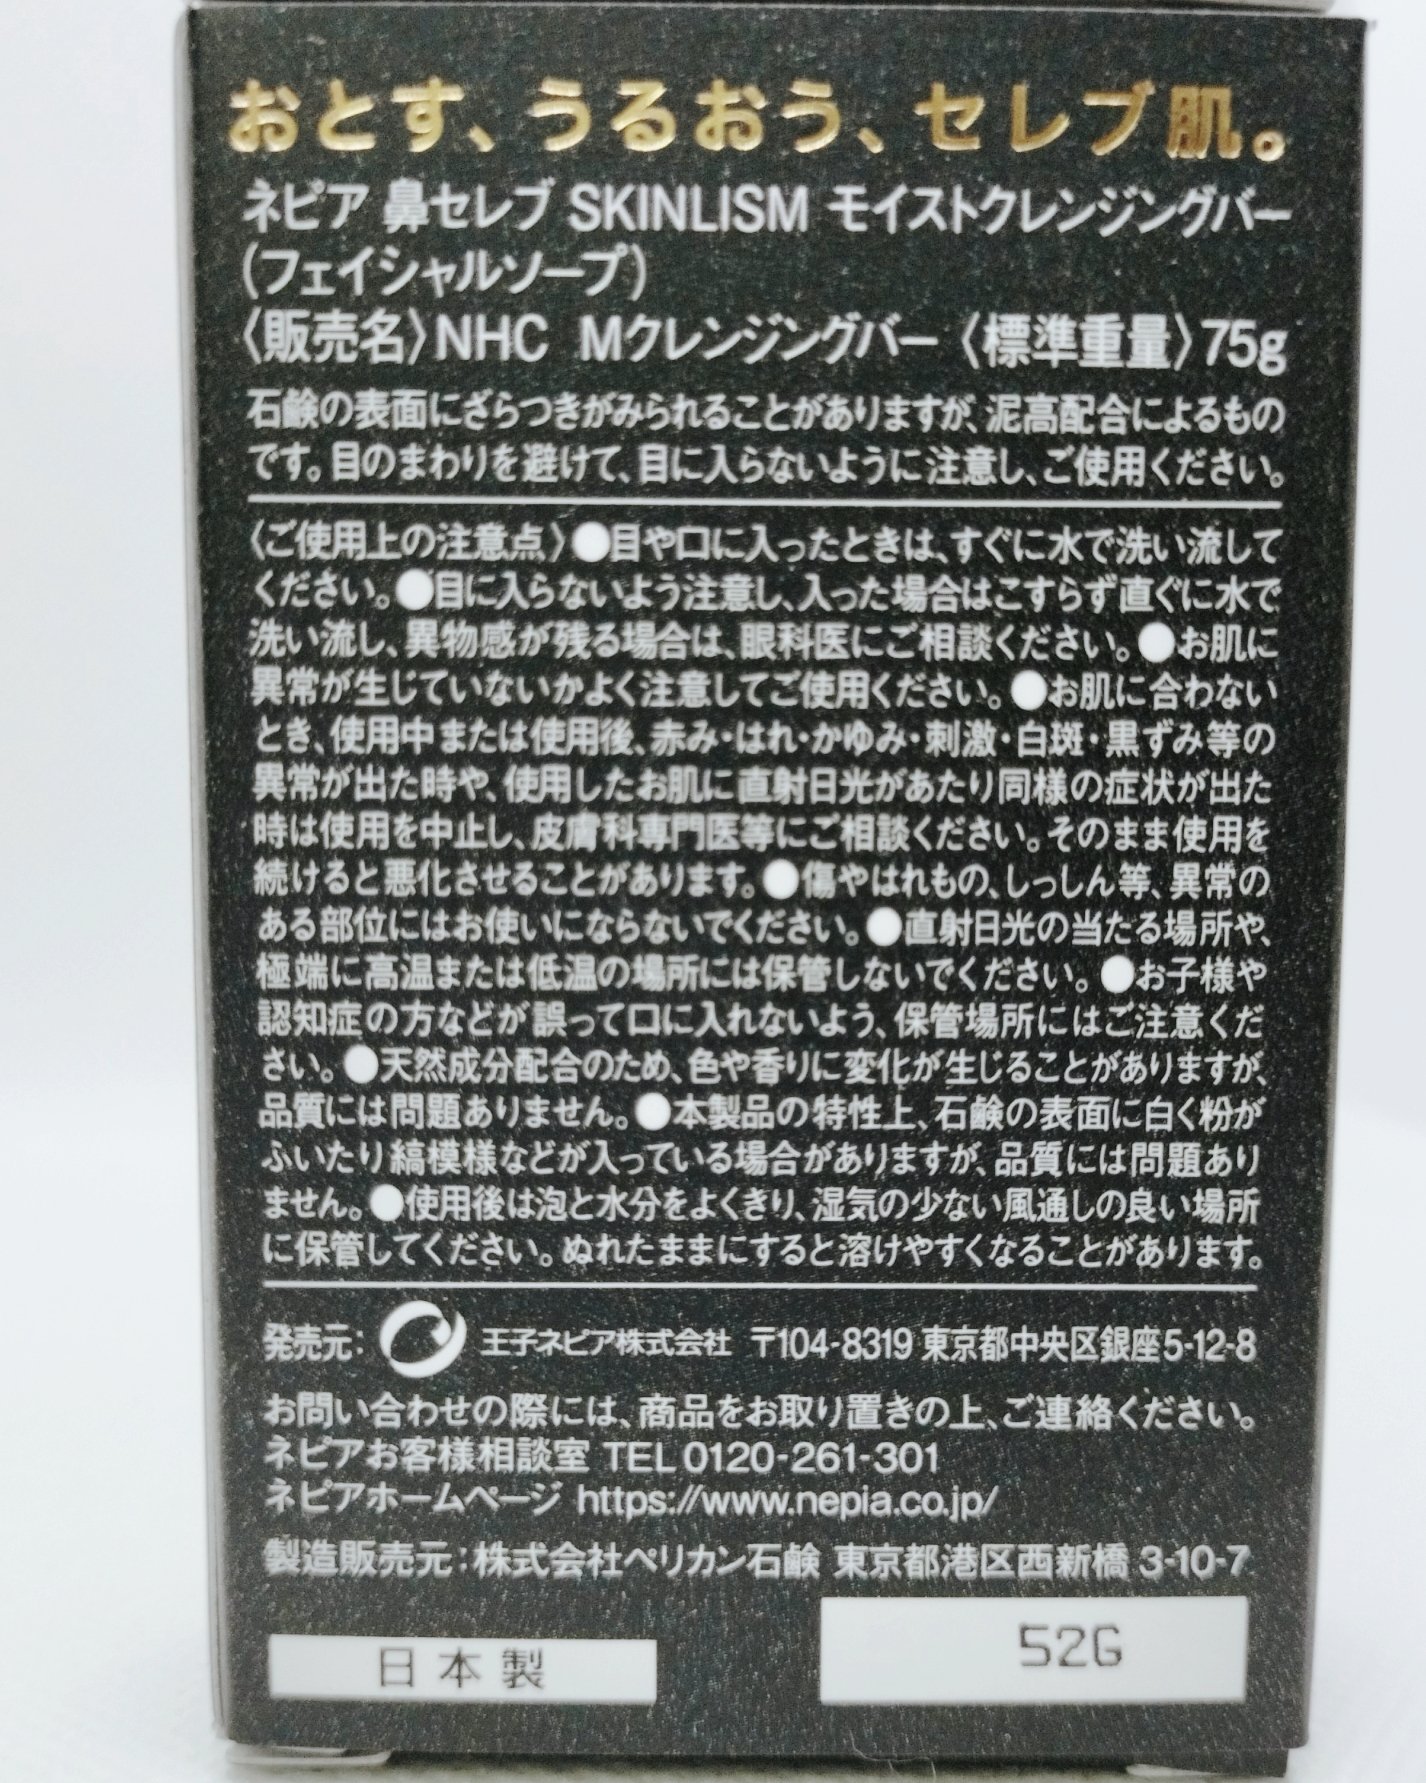 おとす、うるおう、セレブ肌。
ネピア 鼻セレブ SKINLISM モイストクレンジングバー
(フェイシャルソープ)
〈販売名〉NHC Mクレンジングバー〈標準重量〉75g
石鹸の表面にざらつきがみられることがありますが、泥高配合によるもの
です。目のまわりを避けて、目に入らないように注意し、ご使用ください。
〈ご使用上の注意点〉●目や口に入ったときは、すぐに水で洗い流して
ください。●目に入らないよう注意し、入った場合はこすらず直ぐに水で
洗い流し、異物感が残る場合は、眼科医にご相談ください。●お肌に
異常が生じていないかよく注意してご使用ください。●お肌に合わない
とき、使用中または使用後、赤み・はれ・かゆみ・刺激・白斑・黒ずみ等の
異常が出た時や、使用したお肌に直射日光があたり同様の症状が出た
時は使用を中止し、皮膚科専門医等にご相談ください。そのまま使用を
続けると悪化させることがあります。●傷やはれもの、しっしん等、異常の
ある部位にはお使いにならないでください。●直射日光の当たる場所や、
極端に高温または低温の場所には保管しないでください。●お子様や
認知症の方などが誤って口に入れないよう、保管場所にはご注意くだ
さい。●天然成分配合のため、色や香りに変化が生じることがありますが、
品質には問題ありません。●本製品の特性上、石鹸の表面に白く粉が
ふいたり縞模様などが入っている場合がありますが、品質には問題あり
ません。●使用後は泡と水分をよくきり、湿気の少ない風通しの良い場所
に保管してください。ぬれたままにすると溶けやすくなることがあります。
発売元: 王子ネピア株式会社 〒104-8319 東京都中央区銀座5-12-8
お問い合わせの際には、商品をお取り置きの上、ご連絡ください。
ネピアお客様相談室 TEL 0120-261-301
ネピアホームページ https://www.nepia.co.jp/
製造販売元:株式会社ペリカン石鹸 東京都港区西新橋 3-10-7
日本製
52G